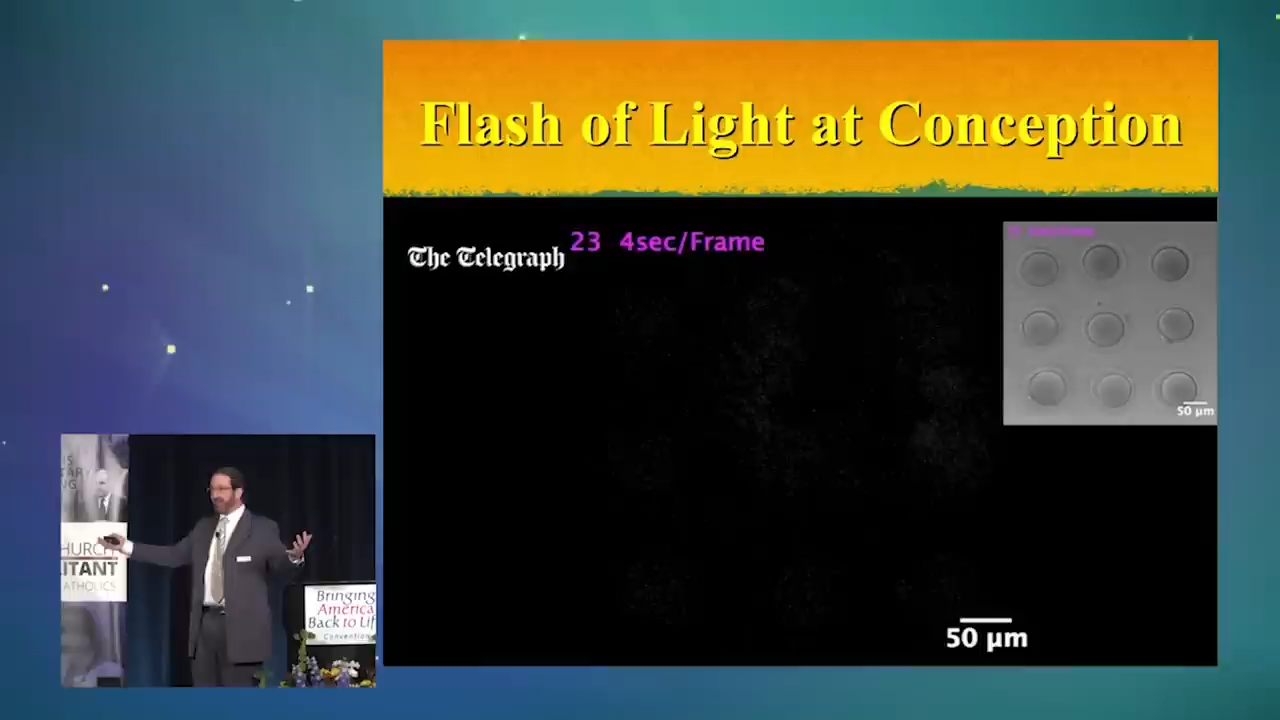 Flash of Light at Conception
The Telegraph
23 4sec/Frame
50 µm
50 µm
HURCH
ITANT
ATHOLICS
Bringing
America
Back to Lif
Convention